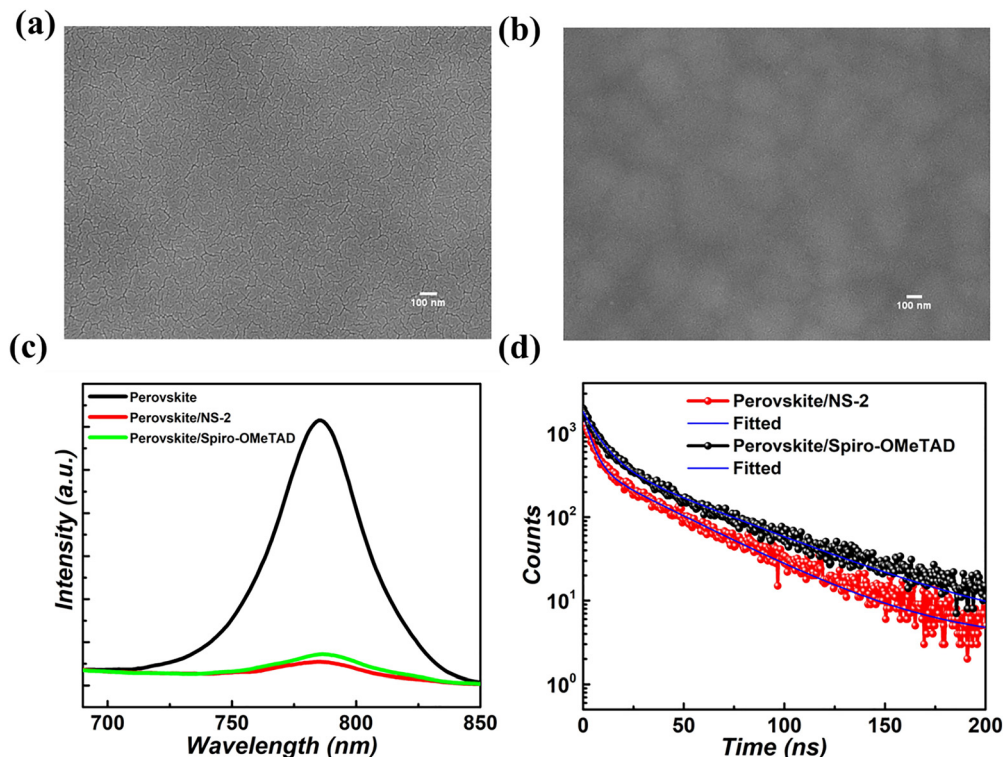 (a)
(b)
100 nm
100 nm
(c)
(d)
Perovskite
Perovskite/NS-2
Perovskite/Spiro-OMeTAD
Intensity (a.u.)
700
750
800
850
Wavelength (nm)
Perovskite/NS-2
Fitted
Perovskite/Spiro-OMeTAD
Fitted
Counts
10³
10²
10¹
10⁰
0
50
100
150
200
Time (ns)